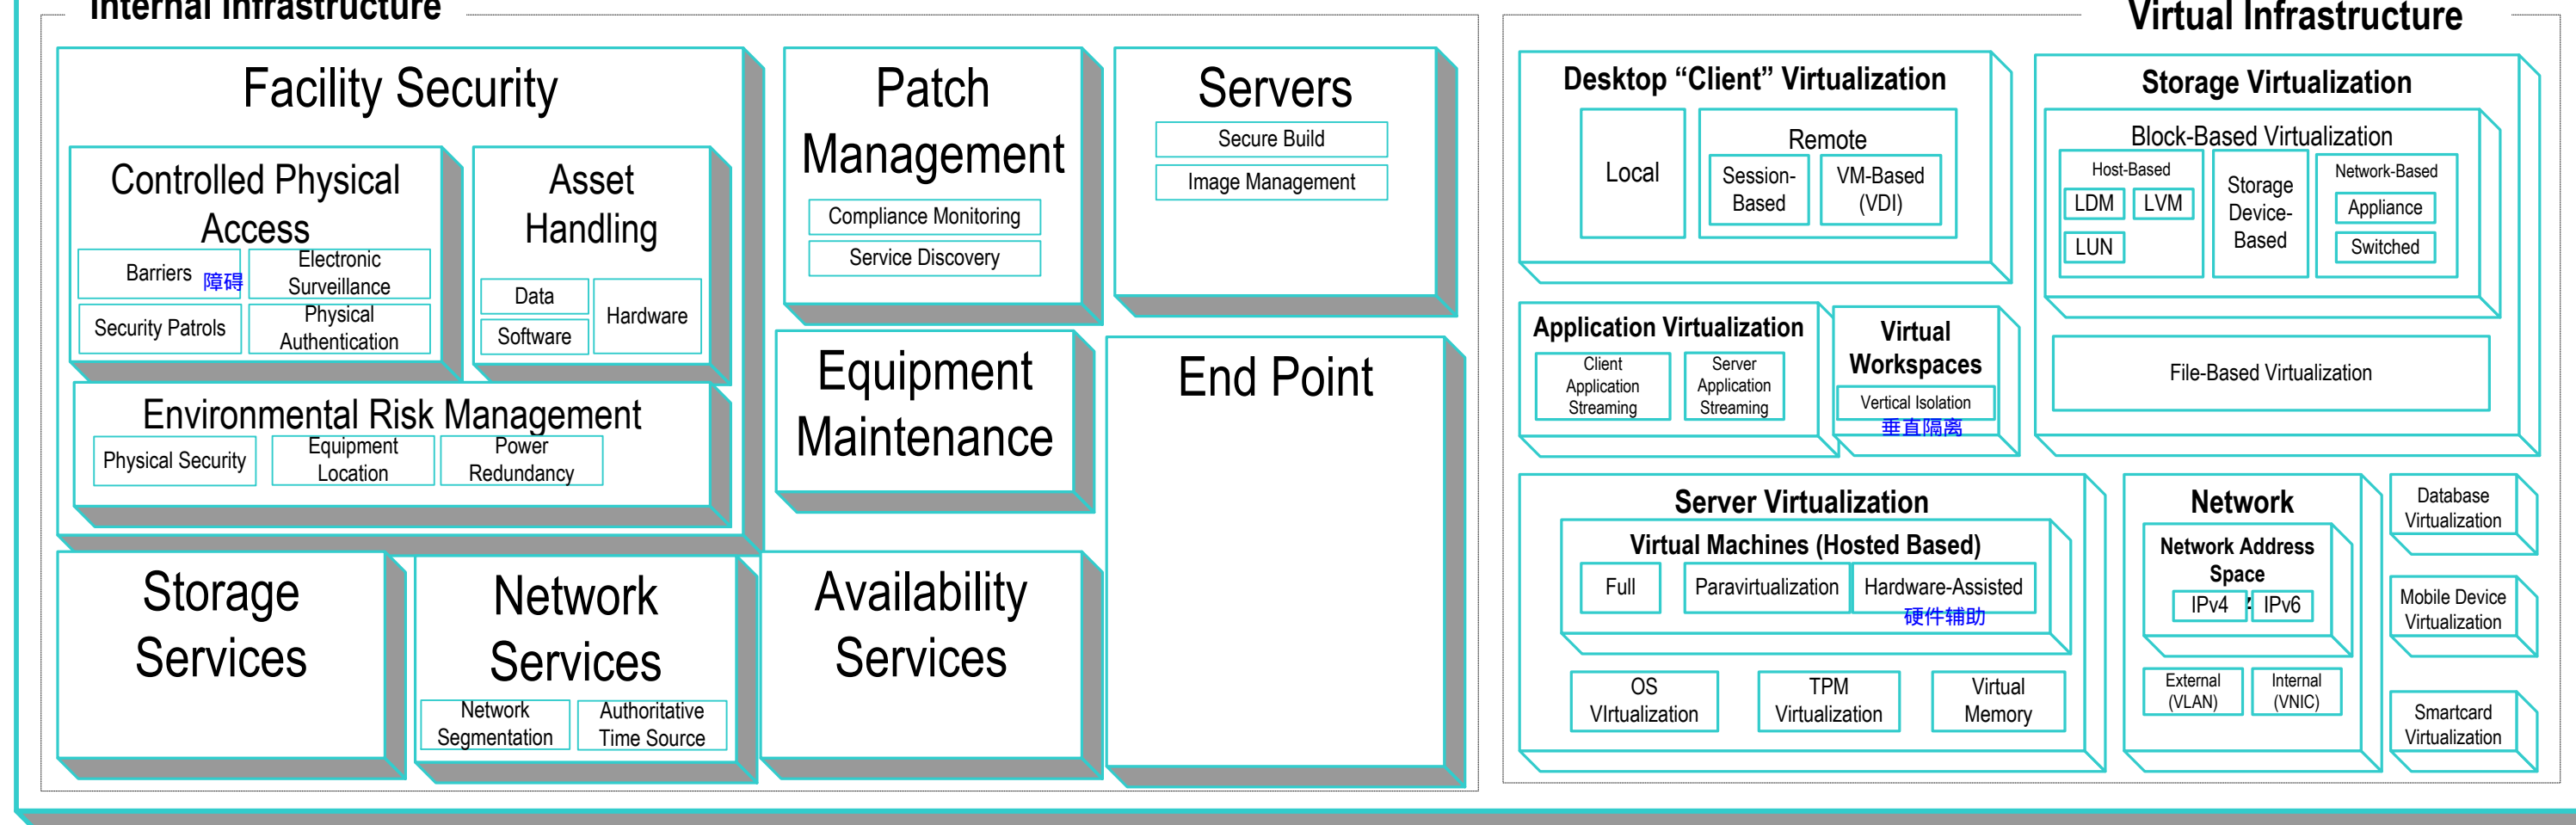 Internal Infrastructure
Facility Security
Controlled Physical
Access
Barriers
障碍
Electronic
Surveillance
Security Patrols
Physical
Authentication
Asset
Handling
Data
Software
Hardware
Environmental Risk Management
Physical Security
Equipment
Location
Power
Redundancy
Patch
Management
Compliance Monitoring
Service Discovery
Servers
Secure Build
Image Management
Equipment
Maintenance
End Point
Storage
Services
Network
Services
Network
Segmentation
Authoritative
Time Source
Availability
Services
Virtual Infrastructure
Desktop “Client” Virtualization
Local
Remote
Session-
Based
VM-Based
(VDI)
Storage Virtualization
Block-Based Virtualization
Host-Based
LDM
LVM
LUN
Storage
Device-
Based
Network-Based
Appliance
Switched
File-Based Virtualization
Application Virtualization
Client
Application
Streaming
Server
Application
Streaming
Virtual
Workspaces
Vertical Isolation
垂直隔离
Server Virtualization
Virtual Machines (Hosted Based)
Full
Paravirtualization
Hardware-Assisted
硬件辅助
OS
VIrtualization
TPM
Virtualization
Virtual
Memory
Network
Network Address
Space
IPv4
IPv6
External
(VLAN)
Internal
(VNIC)
Database
Virtualization
Mobile Device
Virtualization
Smartcard
Virtualization